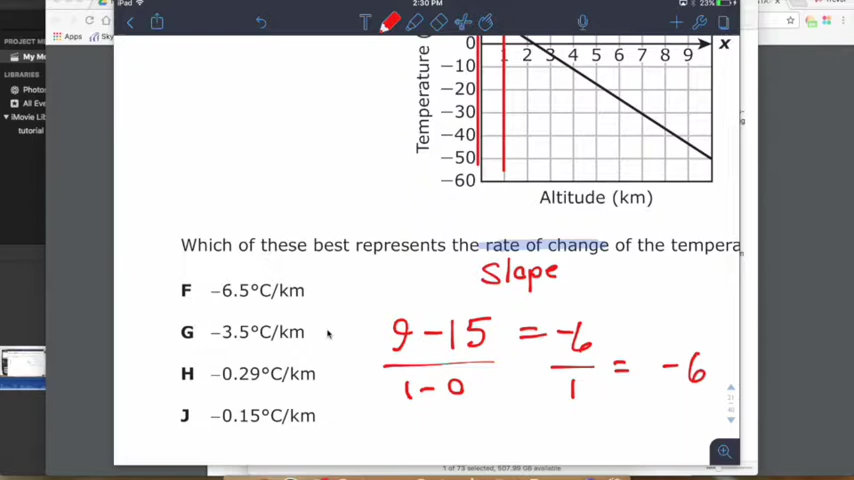 iPad
2:30 PM
23%
Apps
PROJECT
My M
LIBRARIES
Photo
All Eve
iMovie Lib
tutorial
T
Temperature (
0
−10
−20
−30
−40
−50
−60
1 2 3 4 5 6 7 8 9
x
Altitude (km)
Which of these best represents the rate of change of the tempera
Slope
F −6.5°C/km
G −3.5°C/km
H −0.29°C/km
J −0.15°C/km
9 − 15 = −6
1 − 0 1 = −6
1 of 73 selected, 507.99 GB available